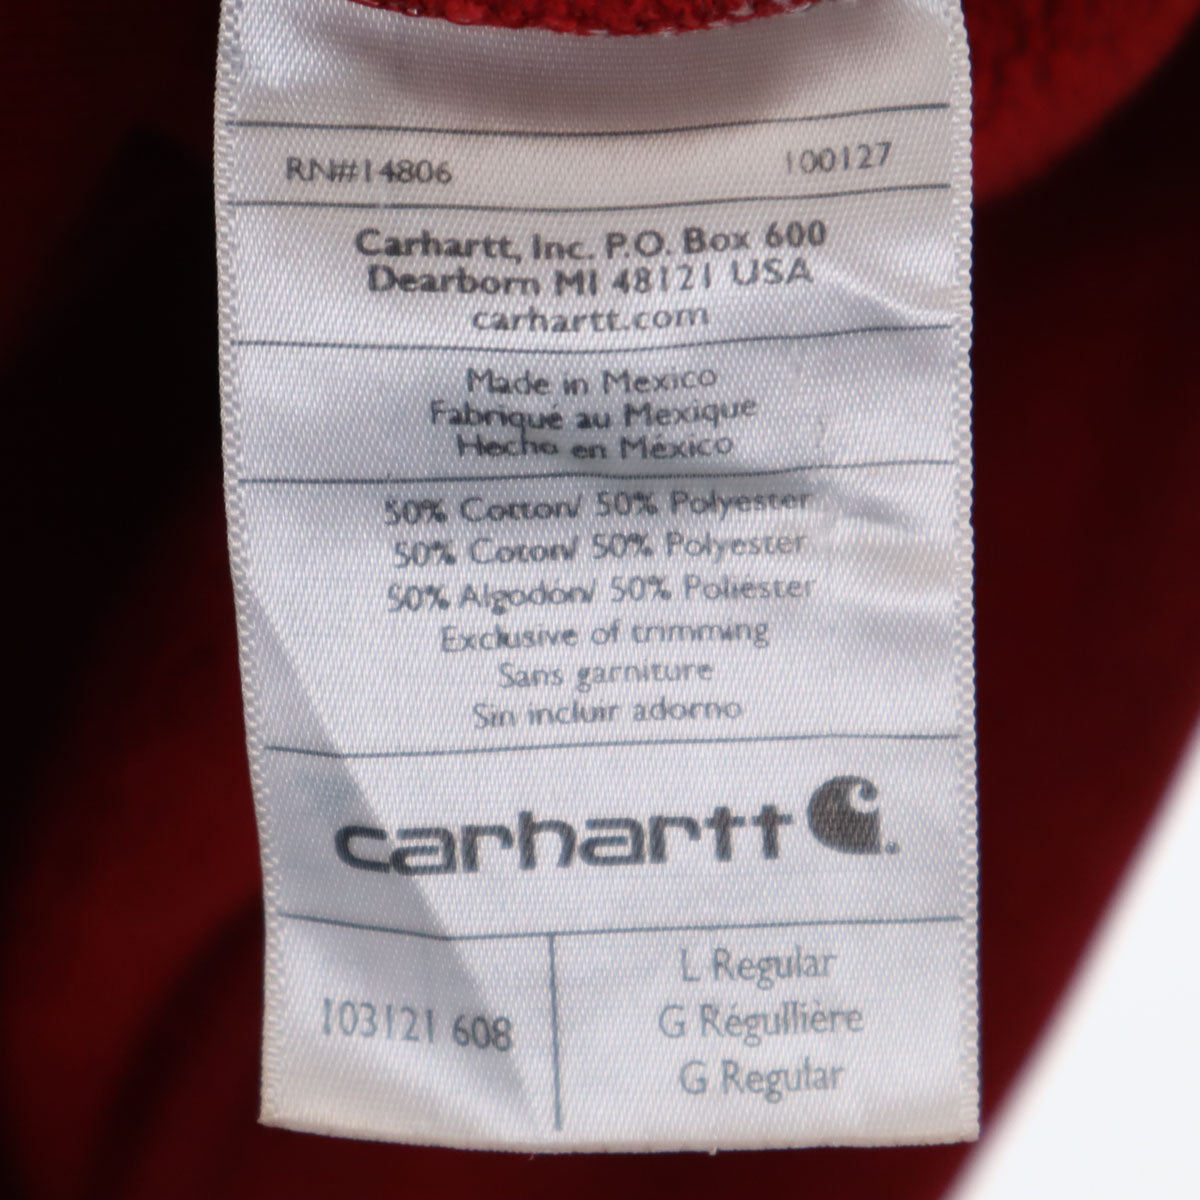 RN#14806 100127
Carhartt, Inc. P.O. Box 600
Dearborn MI 48121 USA
carhartt.com
Made in Mexico
Fabriqué au Mexique
Hecho en México
50% Cotton/ 50% Polyester
50% Coton/ 50% Polyester
50% Algodón/ 50% Poliéster
Exclusive of trimming
Sans garniture
Sin incluir adorno
carhartt
103121 608
L Regular
G Régullière
G Regular